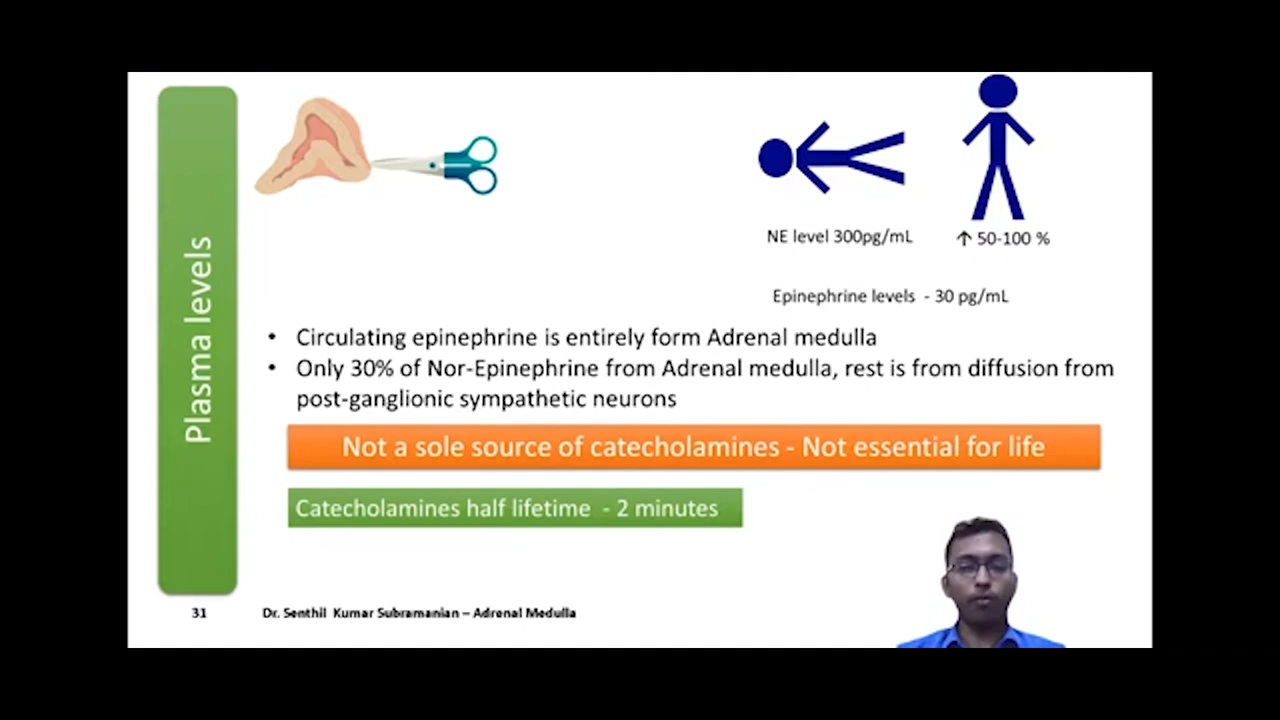 Plasma levels
NE level 300pg/mL
↑ 50-100 %
Epinephrine levels - 30 pg/mL
• Circulating epinephrine is entirely form Adrenal medulla
• Only 30% of Nor-Epinephrine from Adrenal medulla, rest is from diffusion from
post-ganglionic sympathetic neurons
Not a sole source of catecholamines - Not essential for life
Catecholamines half lifetime - 2 minutes
31
Dr. Senthil Kumar Subramanian – Adrenal Medulla